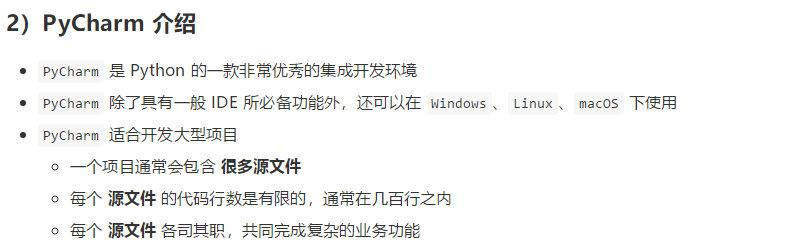 2）PyCharm 介绍
PyCharm 是 Python 的一款非常优秀的集成开发环境
PyCharm 除了具有一般 IDE 所必备功能外，还可以在 Windows、Linux、macOS 下使用
PyCharm 适合开发大型项目
一个项目通常会包含 很多源文件
每个 源文件 的代码行数是有限的，通常在几百行之内
每个 源文件 各司其职，共同完成复杂的业务功能